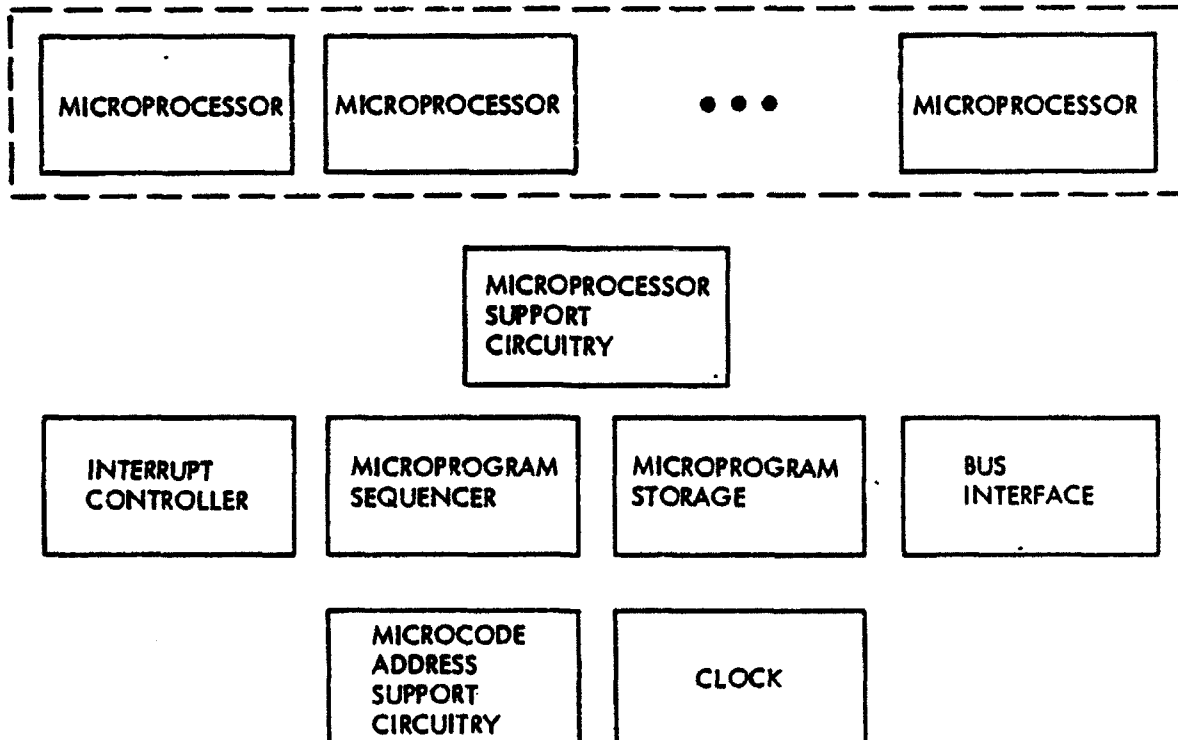 MICROPROCESSOR
MICROPROCESSOR
• • •
MICROPROCESSOR
MICROPROCESSOR
SUPPORT
CIRCUITRY
INTERRUPT
CONTROLLER
MICROPROGRAM
SEQUENCER
MICROPROGRAM
STORAGE
BUS
INTERFACE
MICROCODE
ADDRESS
SUPPORT
CIRCUITRY
CLOCK